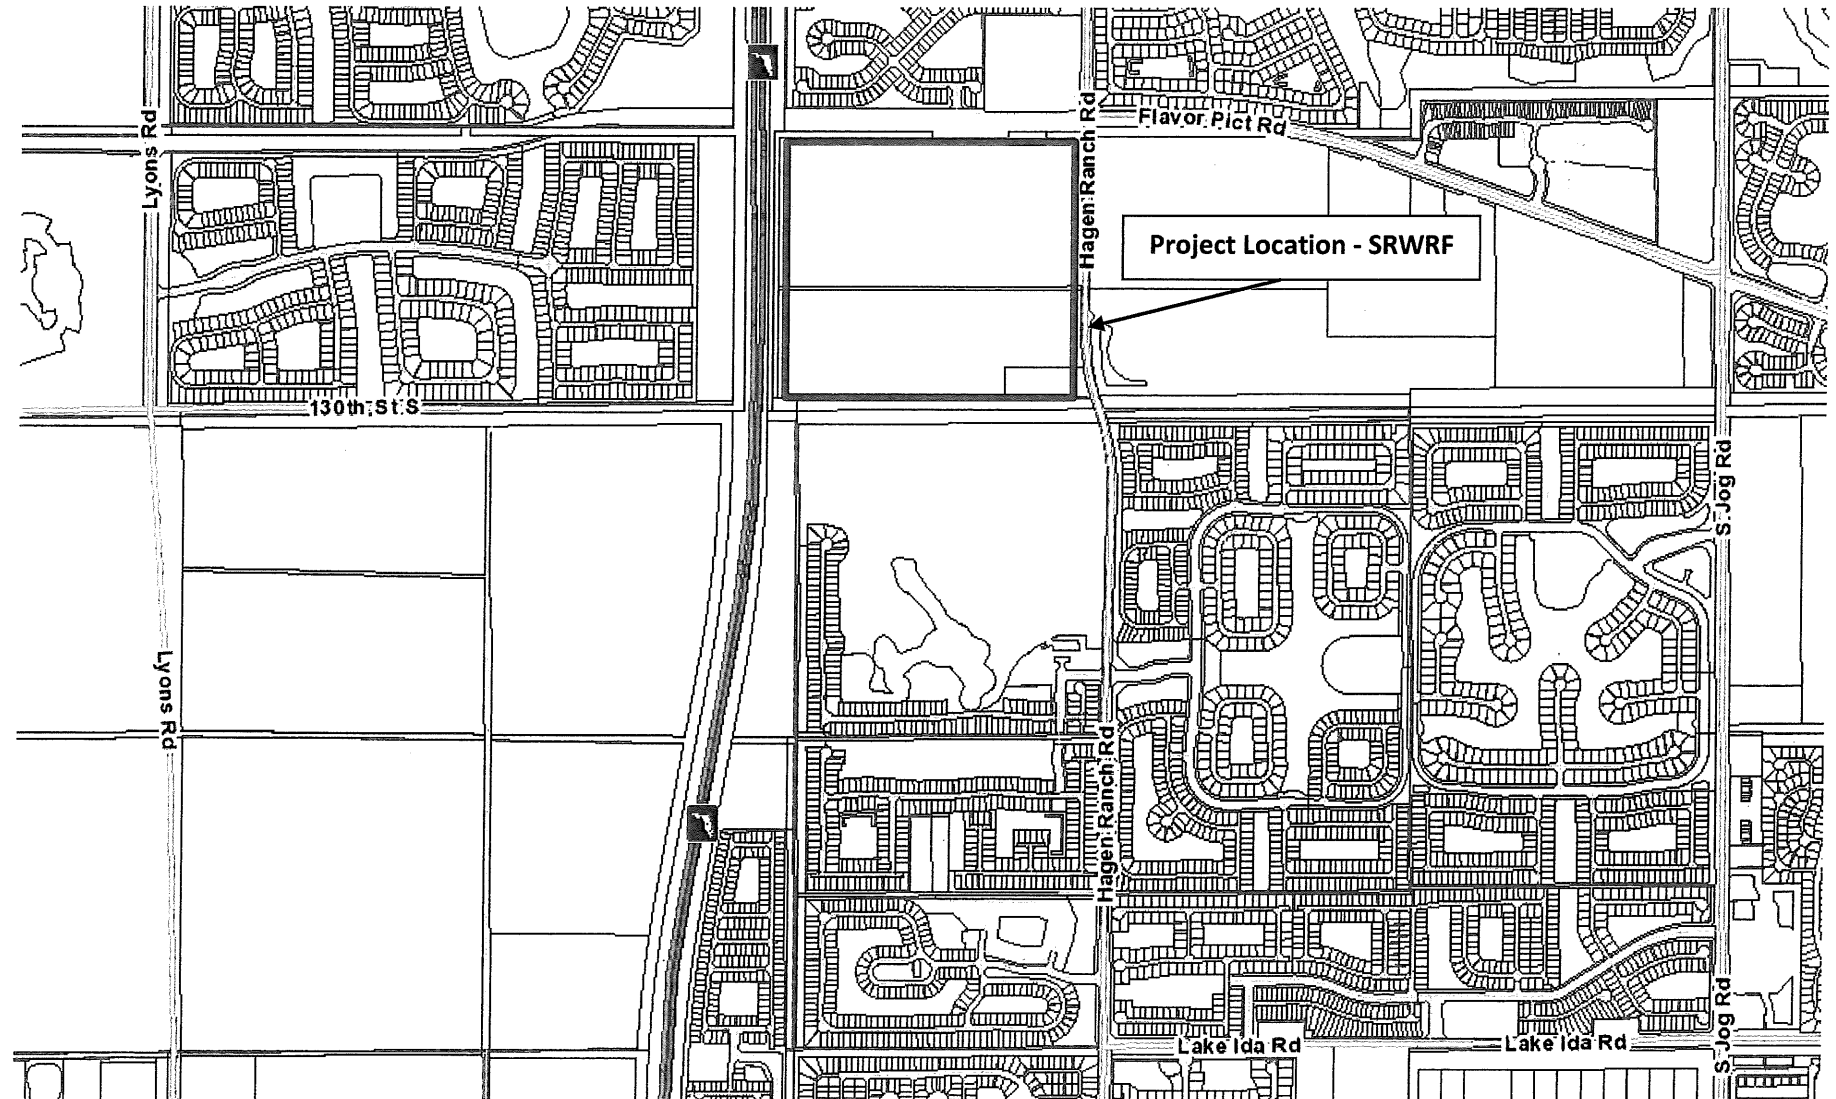 Lyons Rd
Hagen Ranch Rd
Flavor Pict Rd
Project Location - SRWRF
130th St S
S Jog Rd
Lyons Rd
Hagen Ranch Rd
S Jog Rd
Lake Ida Rd
Lake Ida Rd